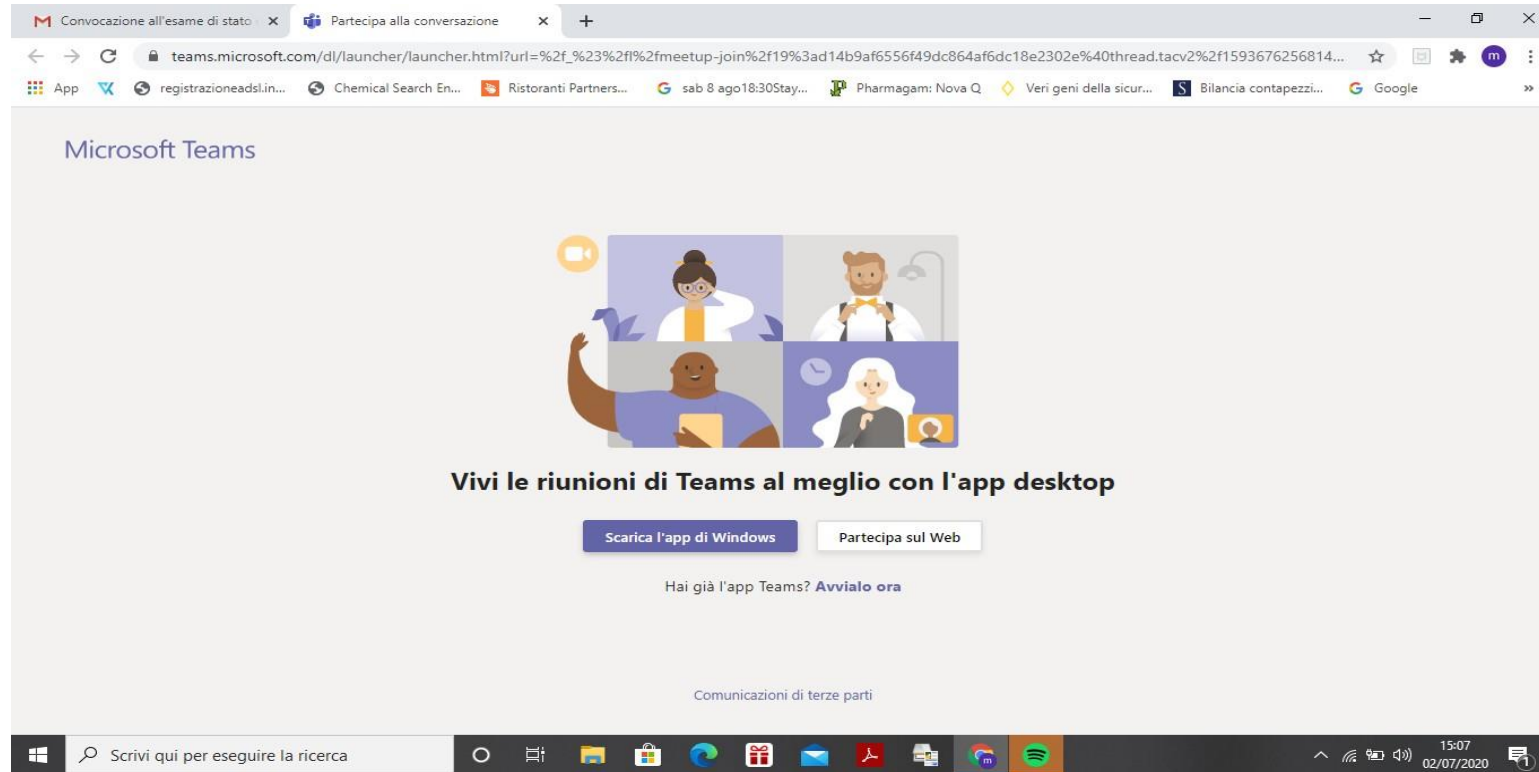 Convocazione all'esame di stato
Partecipa alla conversazione
teams.microsoft.com/dl/launcher/launcher.html?url=%2f_%23%2fl%2fmeetup-join%2f19%3ad14b9af6556f49dc864af6dc18e2302e%40thread.tacv2%2f1593676256814...
m
App registrazioneadsl.in... Chemical Search En... Ristoranti Partners... sab 8 ago18:30Stay... Pharmagam: Nova Q Veri geni della sicur... Bilancia contapezzi... Google »
Microsoft Teams
Vivi le riunioni di Teams al meglio con l'app desktop
Scarica l'app di Windows Partecipa sul Web
Hai già l'app Teams? Avvialo ora
Comunicazioni di terze parti
Scrivi qui per eseguire la ricerca
15:07
02/07/2020